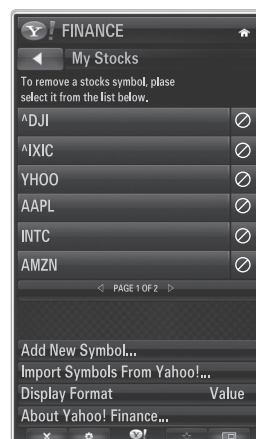 Y! FINANCE
My Stocks
To remove a stocks symbol, plase
select it from the list below.
^DJI
^IXIC
YHOO
AAPL
INTC
AMZN
PAGE 1 OF 2
Add New Symbol...
Import Symbols From Yahoo!...
Display Format Value
About Yahoo! Finance...
Y!